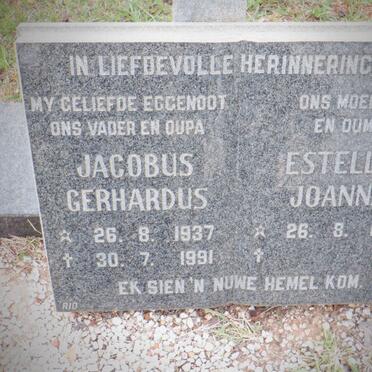 IN LIEFDEVOLLE HERINNERING
MY GELIEFDE EGGENOOT
ONS VADER EN OUPA
JACOBUS
GERHARDUS
☆ 26. 8. 1937
✝ 30. 7. 1991
ONS MOE
EN OUM
ESTELL
JOANN
☆ 26. 8.
✝
EK SIEN 'N NUWE HEMEL KOM.
RIO